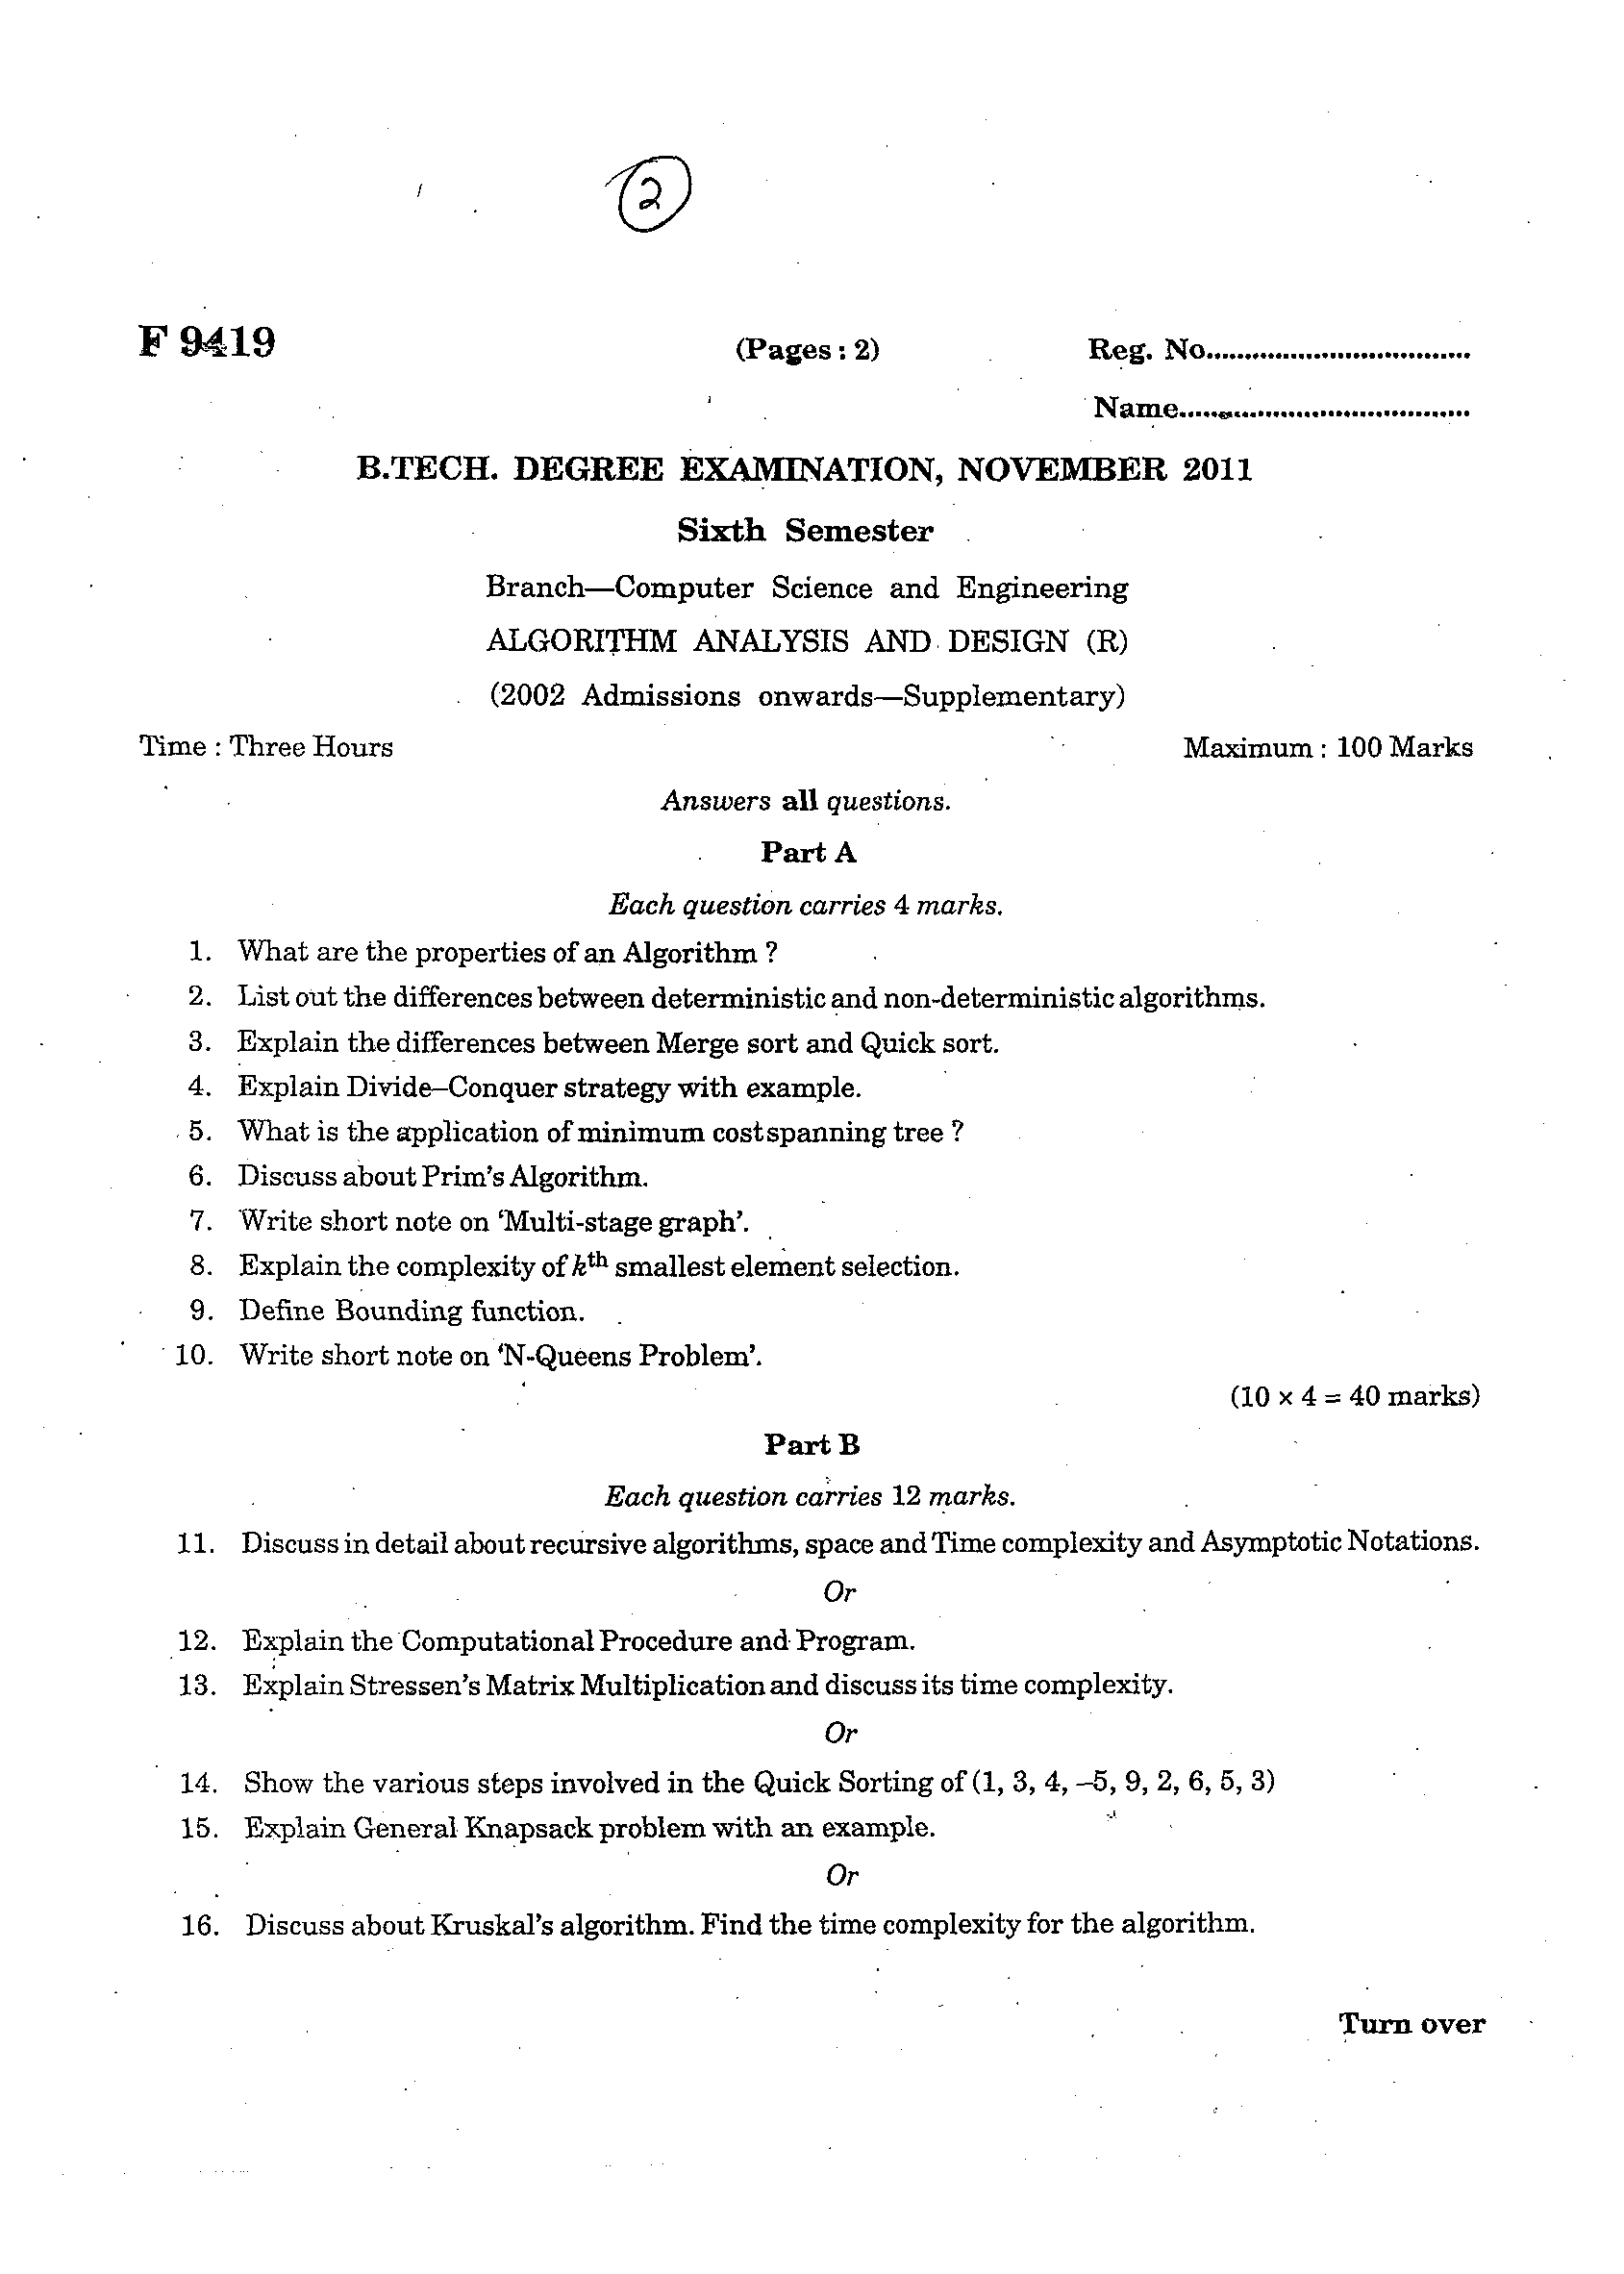 2
F 9419 (Pages : 2) Reg. No..................................
Name.....................................
B.TECH. DEGREE EXAMINATION, NOVEMBER 2011
Sixth Semester
Branch—Computer Science and Engineering
ALGORITHM ANALYSIS AND DESIGN (R)
(2002 Admissions onwards—Supplementary)
Time : Three Hours Maximum : 100 Marks
Answers all questions.
Part A
Each question carries 4 marks.
1. What are the properties of an Algorithm ?
2. List out the differences between deterministic and non-deterministic algorithms.
3. Explain the differences between Merge sort and Quick sort.
4. Explain Divide–Conquer strategy with example.
5. What is the application of minimum cost spanning tree ?
6. Discuss about Prim's Algorithm.
7. Write short note on ‘Multi-stage graph’.
8. Explain the complexity of kth smallest element selection.
9. Define Bounding function.
10. Write short note on ‘N-Queens Problem’.
(10 × 4 = 40 marks)
Part B
Each question carries 12 marks.
11. Discuss in detail about recursive algorithms, space and Time complexity and Asymptotic Notations.
Or
12. Explain the Computational Procedure and Program.
13. Explain Stressen's Matrix Multiplication and discuss its time complexity.
Or
14. Show the various steps involved in the Quick Sorting of (1, 3, 4, –5, 9, 2, 6, 5, 3)
15. Explain General Knapsack problem with an example.
Or
16. Discuss about Kruskal's algorithm. Find the time complexity for the algorithm.
Turn over